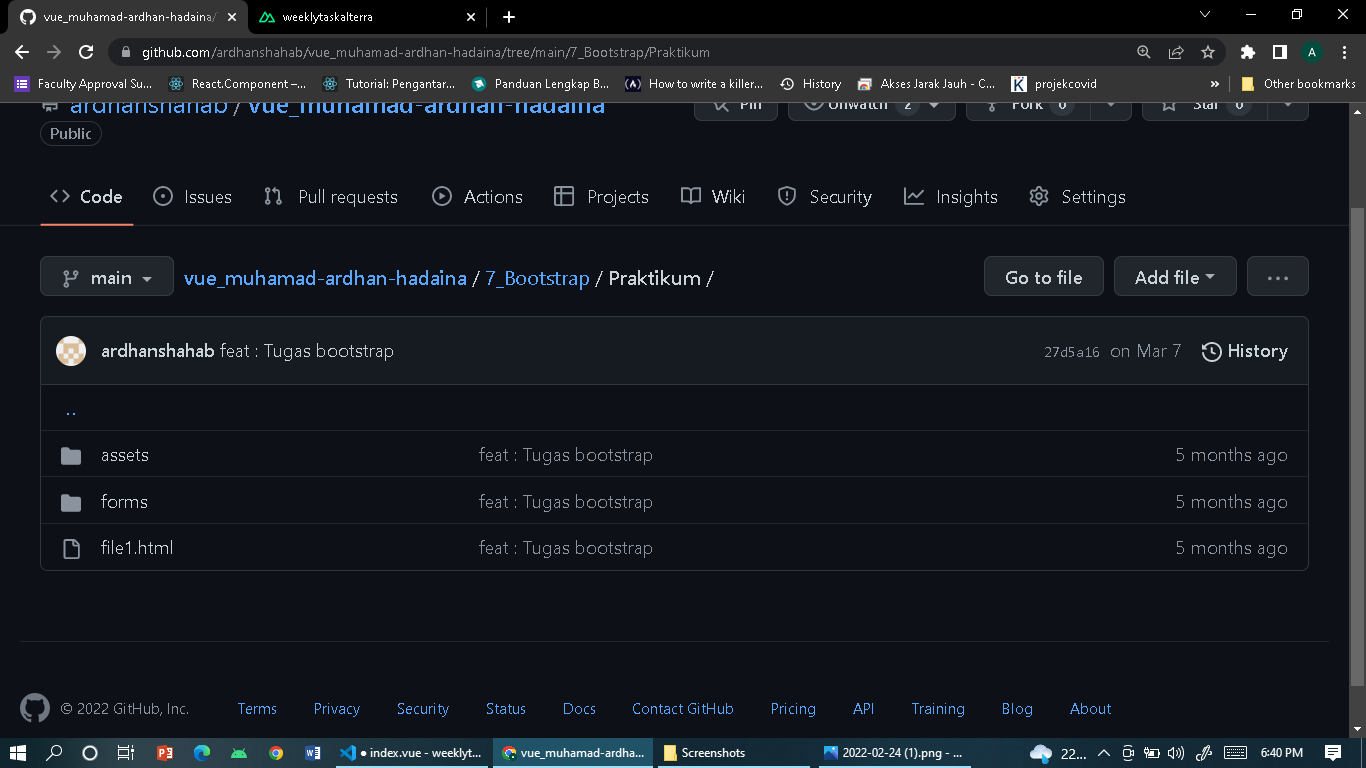 vue_muhamad-ardhan-hadaina/
weeklytaskalterra
github.com/ardhanshahab/vue_muhamad-ardhan-hadaina/tree/main/7_Bootstrap/Praktikum
A
Faculty Approval Su...
React.Component –...
Tutorial: Pengantar...
Panduan Lengkap B...
How to write a killer...
History
Akses Jarak Jauh - C...
projekcovid
»
Other bookmarks
ardhanshahab / vue_muhamad-ardhan-hadaina
Pin
Unwatch 2
Fork 0
Star 0
Public
Code
Issues
Pull requests
Actions
Projects
Wiki
Security
Insights
Settings
main
vue_muhamad-ardhan-hadaina / 7_Bootstrap / Praktikum /
Go to file
Add file
...
ardhanshahab feat : Tugas bootstrap
27d5a16 on Mar 7
History
..
assets feat : Tugas bootstrap 5 months ago
forms feat : Tugas bootstrap 5 months ago
file1.html feat : Tugas bootstrap 5 months ago
© 2022 GitHub, Inc.
Terms
Privacy
Security
Status
Docs
Contact GitHub
Pricing
API
Training
Blog
About
● index.vue - weeklyt...
vue_muhamad-ardha...
Screenshots
2022-02-24 (1).png - ...
22...
6:40 PM